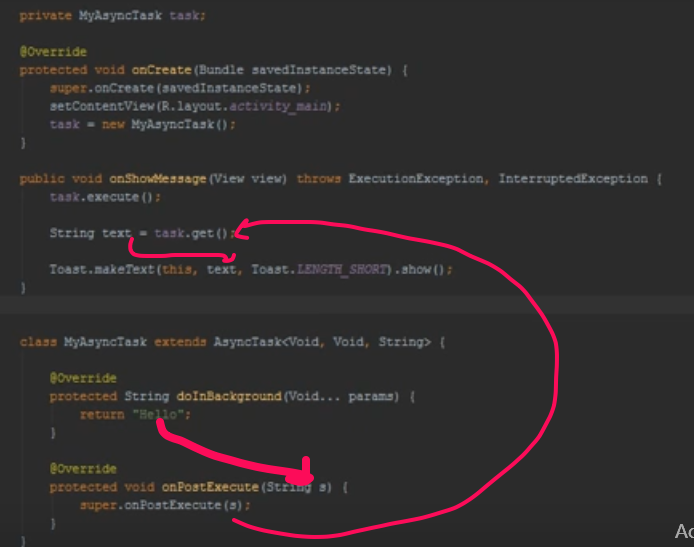 private MyAsyncTask task;
@Override
protected void onCreate(Bundle savedInstanceState) {
super.onCreate(savedInstanceState);
setContentView(R.layout.activity_main);
task = new MyAsyncTask();
}
public void onShowMessage(View view) throws ExecutionException, InterruptedException {
task.execute();
String text = task.get();
Toast.makeText(this, text, Toast.LENGTH_SHORT).show();
}
class MyAsyncTask extends AsyncTask<Void, Void, String> {
@Override
protected String doInBackground(Void... params) {
return "Hello";
}
@Override
protected void onPostExecute(String s) {
super.onPostExecute(s);
}
}
Ac